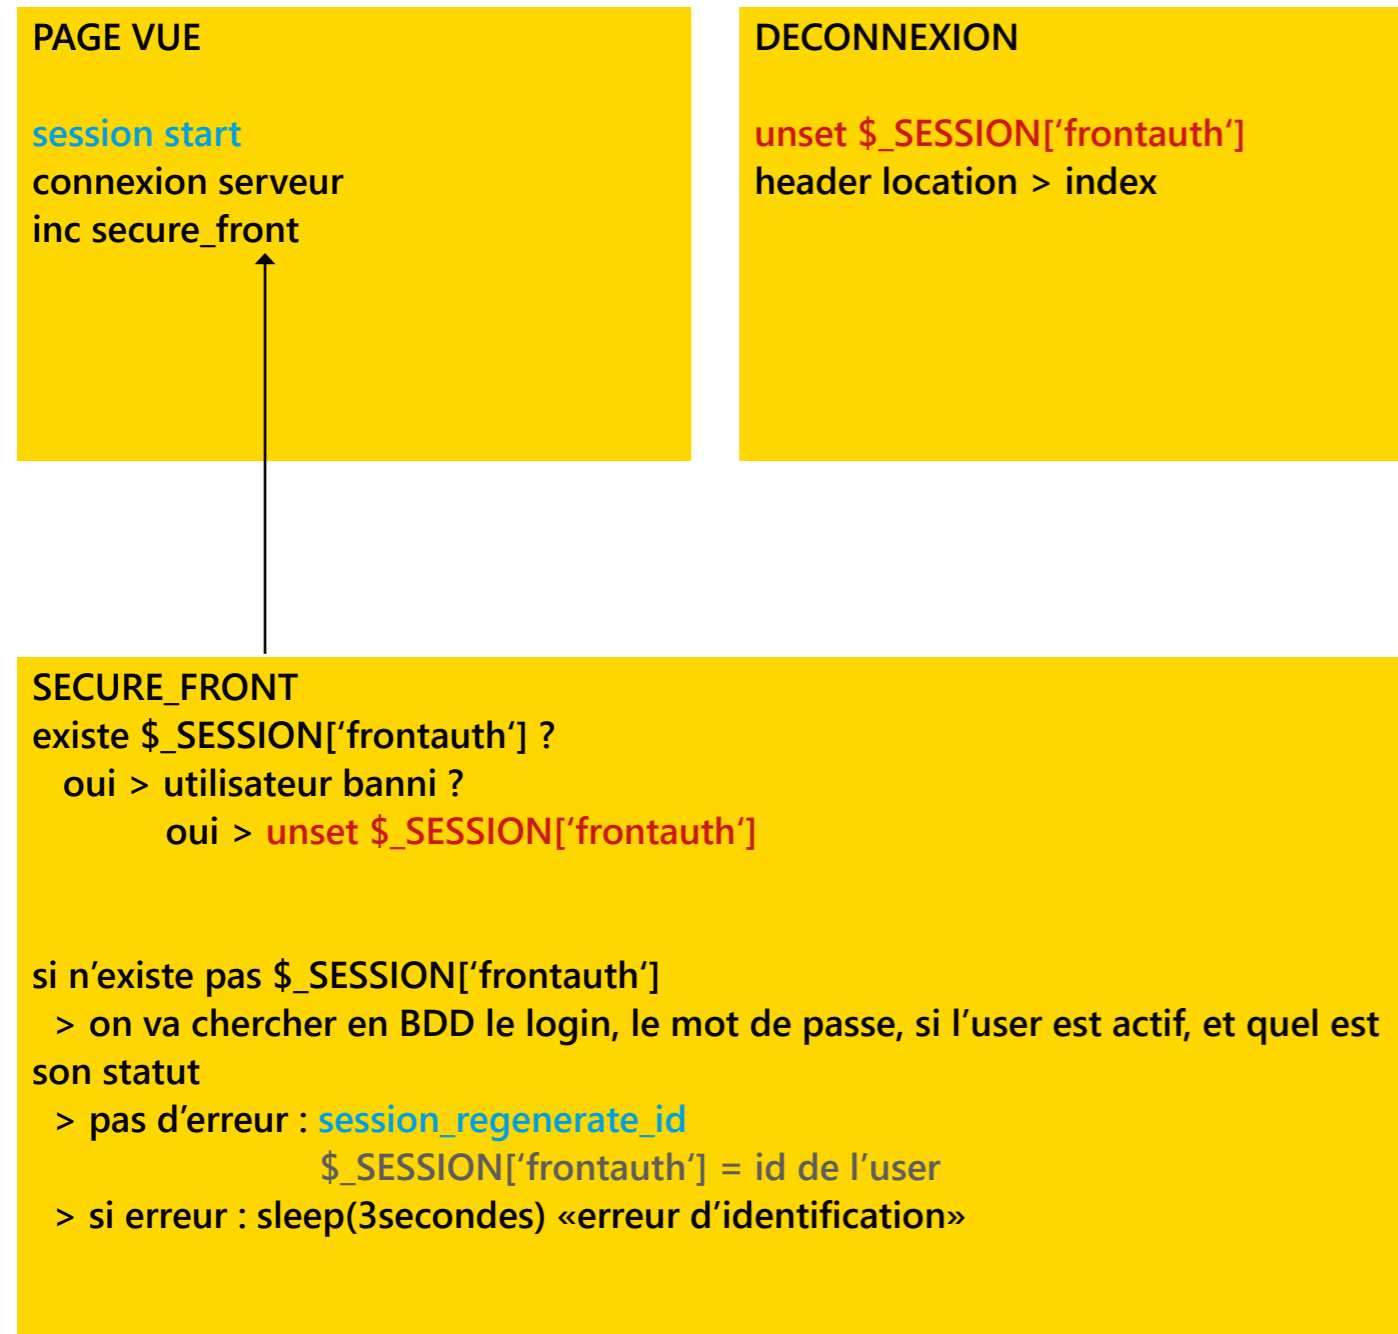 PAGE VUE
session start
connexion serveur
inc secure_front
DECONNEXION
unset $_SESSION[‘frontauth‘]
header location > index
SECURE_FRONT
existe $_SESSION[‘frontauth‘] ?
oui > utilisateur banni ?
oui > unset $_SESSION[‘frontauth‘]
si n’existe pas $_SESSION[‘frontauth‘]
> on va chercher en BDD le login, le mot de passe, si l’user est actif, et quel est
son statut
> pas d’erreur : session_regenerate_id
$_SESSION[‘frontauth‘] = id de l’user
> si erreur : sleep(3secondes) «erreur d’identification»